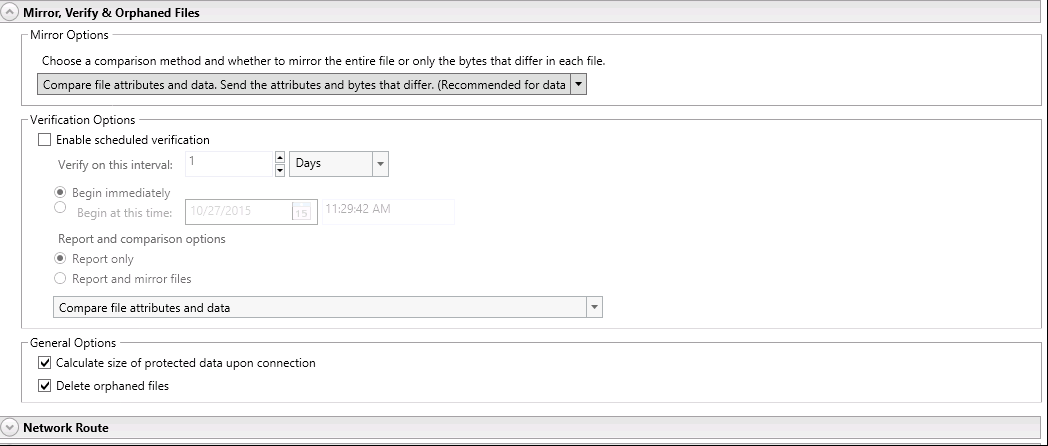 Mirror, Verify & Orphaned Files
Mirror Options
Choose a comparison method and whether to mirror the entire file or only the bytes that differ in each file.
Compare file attributes and data. Send the attributes and bytes that differ. (Recommended for data
Verification Options
Enable scheduled verification
Verify on this interval: 1 Days
Begin immediately
Begin at this time: 10/27/2015 15 11:29:42 AM
Report and comparison options
Report only
Report and mirror files
Compare file attributes and data
General Options
Calculate size of protected data upon connection
Delete orphaned files
Network Route